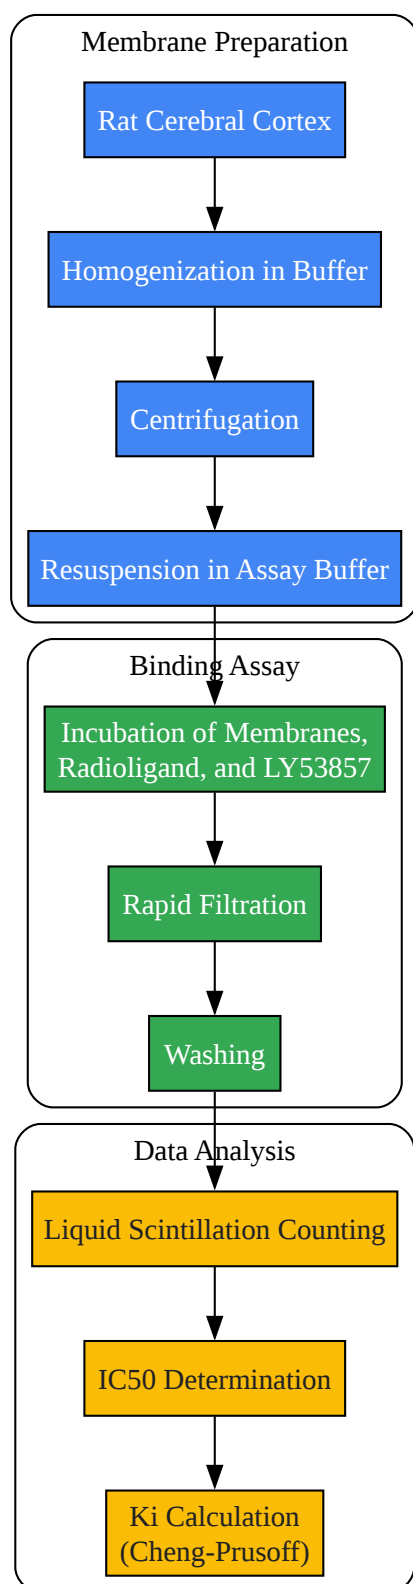 Membrane Preparation
Rat Cerebral Cortex
Homogenization in Buffer
Centrifugation
Resuspension in Assay Buffer
Binding Assay
Incubation of Membranes,
Radioligand, and LY53857
Rapid Filtration
Washing
Data Analysis
Liquid Scintillation Counting
IC50 Determination
Ki Calculation
(Cheng-Prusoff)